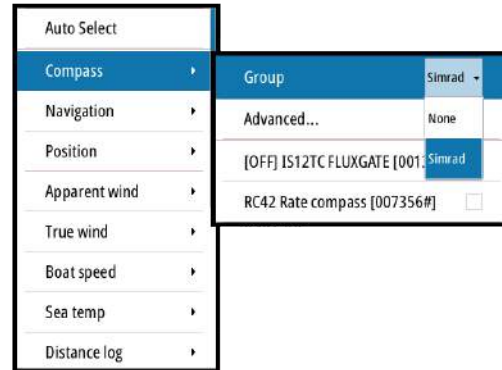 Auto Select
Compass
Navigation
Position
Apparent wind
True wind
Boat speed
Sea temp
Distance log
Group Simrad
Advanced... None
[OFF] IS12TC FLUXGATE Simrad
RC42 Rate compass [007356#]